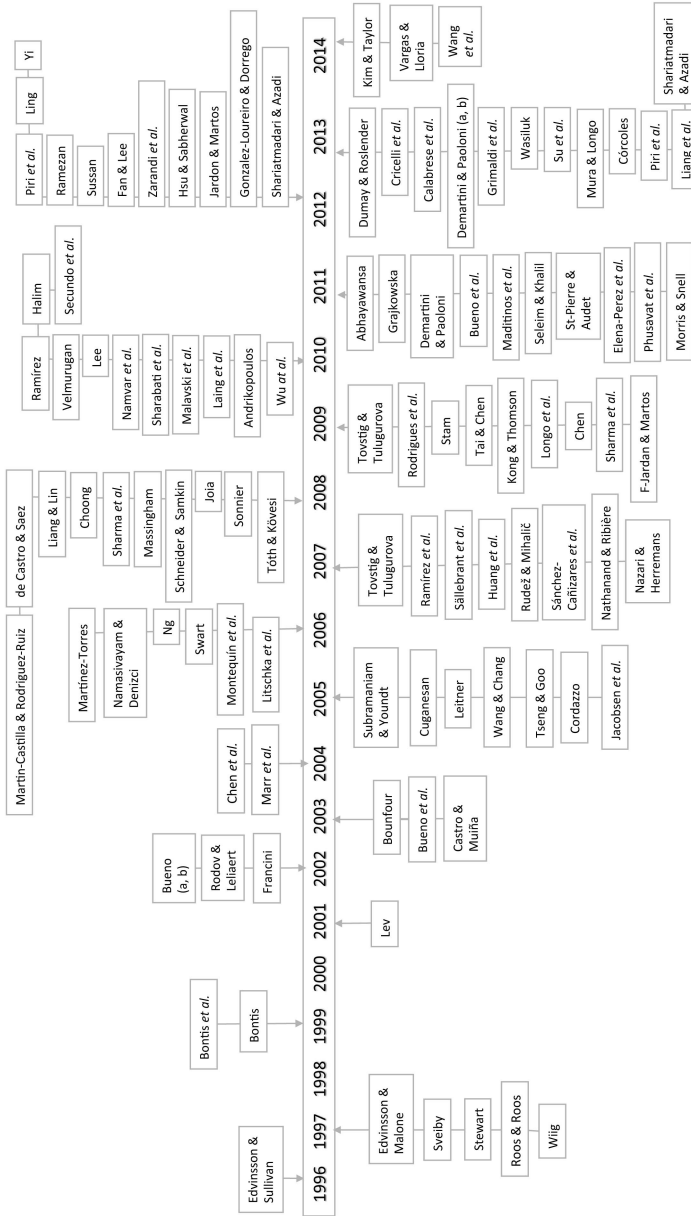 Edvinsson &
Sullivan
Bontis et al.
Bontis
Bueno
(a, b)
Rodov &
Leliaert
Francini
Chen et al.
Marr et al.
Martín-Castilla & Rodríguez-Ruiz
de Castro & Saez
Martínez-Torres
Namasivayam &
Denizci
Ng
Swart
Montequín et al.
Litschka et al.
Liang & Lin
Choong
Sharma et al.
Massingham
Schneider & Samkin
Joia
Sonnier
Tóth & Kövesi
Ramírez
Halim
Velmurugan
Secundo et al.
Lee
Namvar et al.
Sharabati et al.
Malavski et al.
Laing et al.
Andrikopoulos
Wu at al.
Piri et al.
Ling
Yi
Ramezan
Sussan
Fan & Lee
Zarandi et al.
Hsu & Sabherwal
Jardon & Martos
Gonzalez-Loureiro & Dorrego
Shariatmadari & Azadi
1996
1997
1998
1999
2000
2001
2002
2003
2004
2005
2006
2007
2008
2009
2010
2011
2012
2013
2014
Edvinsson &
Malone
Sveiby
Stewart
Roos & Roos
Wiig
Lev
Bounfour
Bueno et al.
Castro &
Muiña
Subramaniam
& Youndt
Cuganesan
Leitner
Wang & Chang
Tseng & Goo
Cordazzo
Jacobsen et al.
Tovstig &
Tulugurova
Ramírez et al.
Sällebrant et al.
Huang et al.
Rudež & Mihalič
Sánchez-
Cañizares et al.
Nathanand & Ribière
Nazari &
Herremans
Tovstig &
Tulugurova
Rodrigues et al.
Stam
Tai & Chen
Kong & Thomson
Longo et al.
Chen
Sharma et al.
F-Jardan & Martos
Abhayawansa
Grajkowska
Demartini
& Paoloni
Bueno et al.
Maditinos et al.
Seleim & Khalil
St-Pierre &
Audet
Elena-Perez et al.
Phusavat et al.
Morris & Snell
Dumay & Roslender
Cricelli et al.
Calabrese et al.
Demartini & Paoloni (a, b)
Grimaldi et al.
Wasiluk
Su et al.
Mura & Longo
Córcoles
Piri et al.
Liang et al.
Shariatmadari
& Azadi
Kim & Taylor
Vargas &
Lloria
Wang
et al.